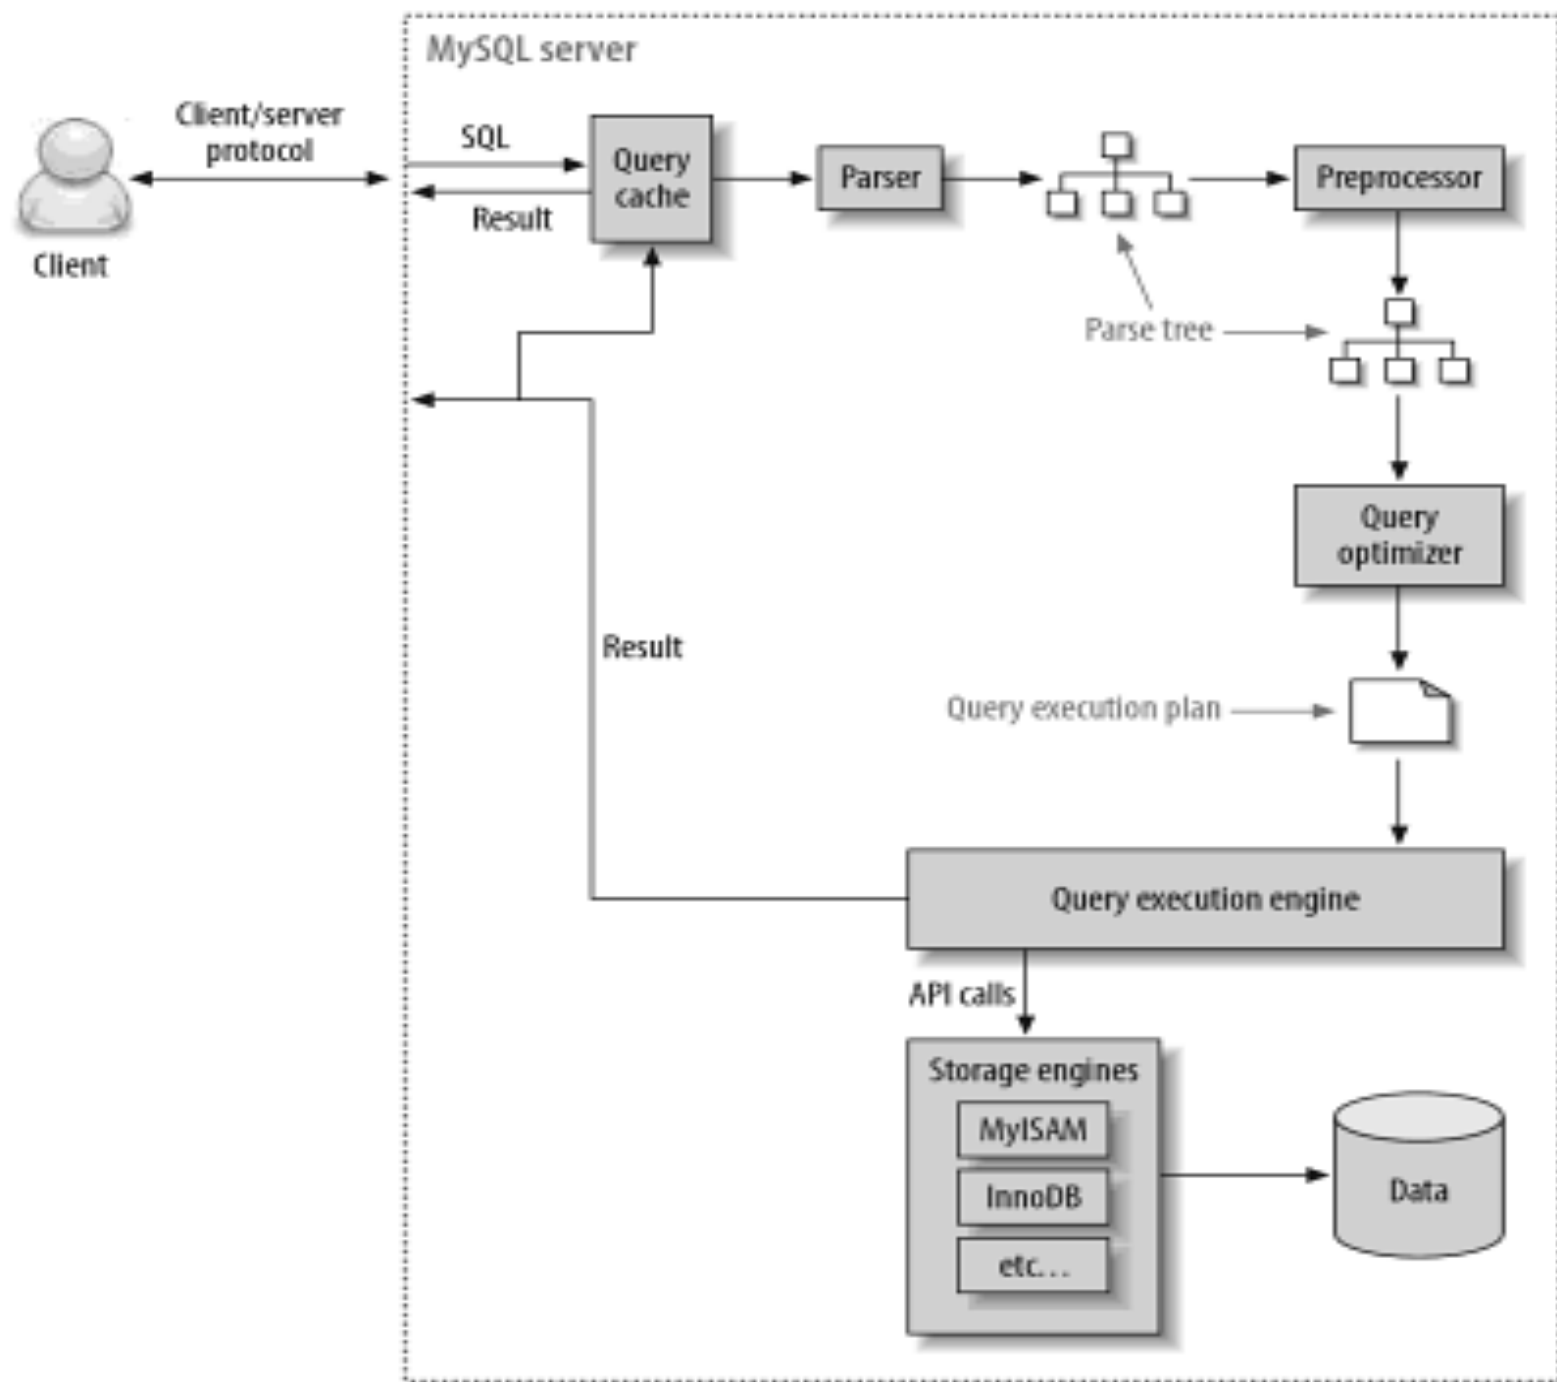 MySQL server
Client/server
protocol
SQL
Result
Client
Query
cache
Parser
Preprocessor
Parse tree
Query
optimizer
Result
Query execution plan
Query execution engine
API calls
Storage engines
MyISAM
InnoDB
etc...
Data